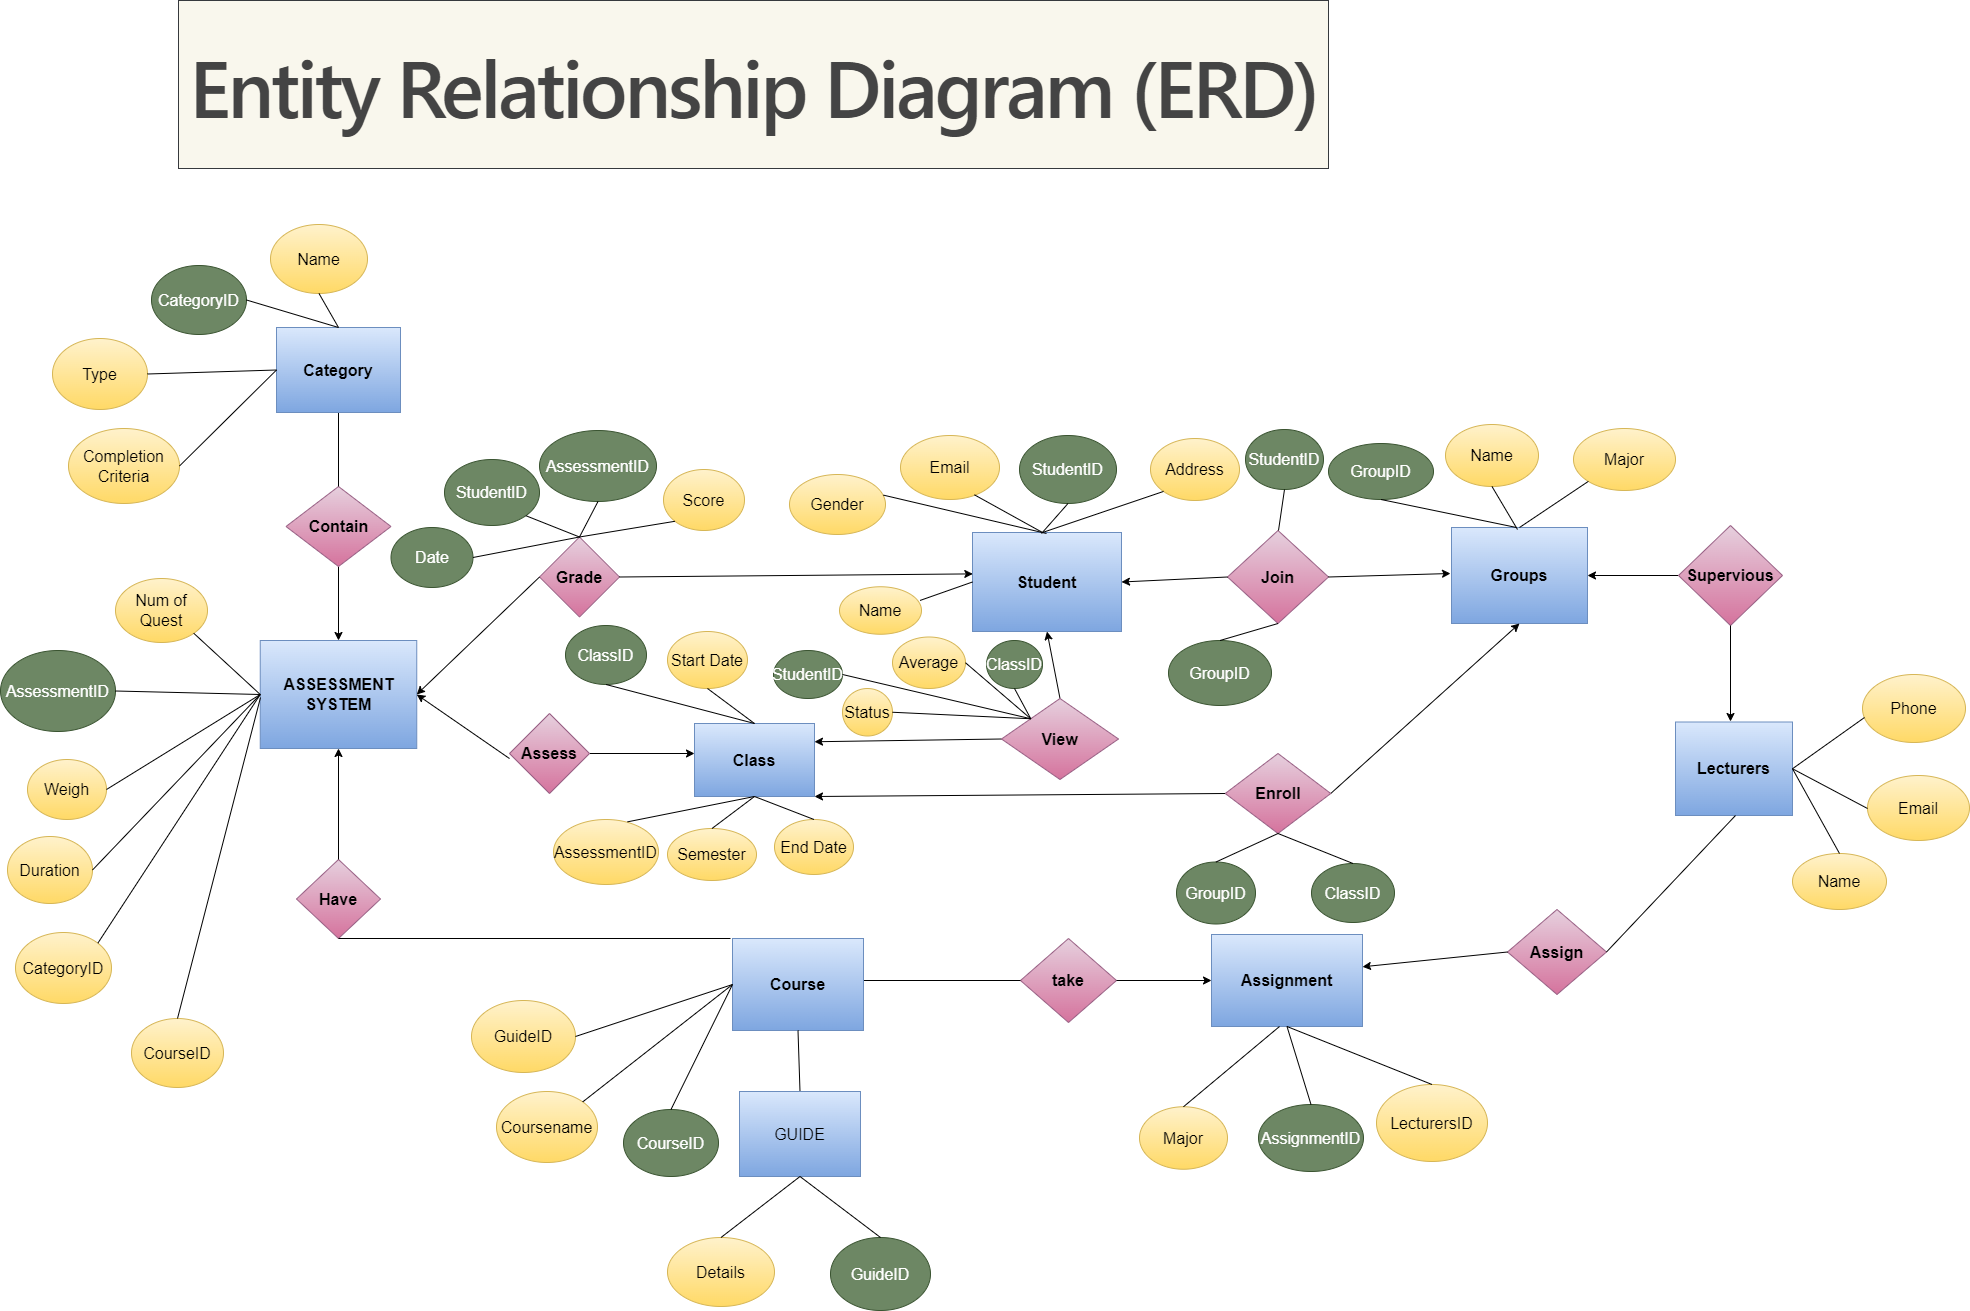 Entity Relationship Diagram (ERD)
Name
CategoryID
Type
Category
Completion
Criteria
Contain
StudentID
AssessmentID
Score
Date
Grade
Gender
Email
StudentID
Address
StudentID
GroupID
Name
Major
Student
Name
Join
GroupID
Groups
Supervious
Num of
Quest
AssessmentID
ASSESSMENT
SYSTEM
Weigh
Duration
CategoryID
CourseID
ClassID
Start Date
StudentID
Average
ClassID
Status
Assess
Class
View
AssessmentID
Semester
End Date
Enroll
GroupID
ClassID
Phone
Lecturers
Email
Name
Have
Course
take
Assignment
Assign
GuideID
Coursename
CourseID
GUIDE
Major
AssignmentID
LecturersID
Details
GuideID